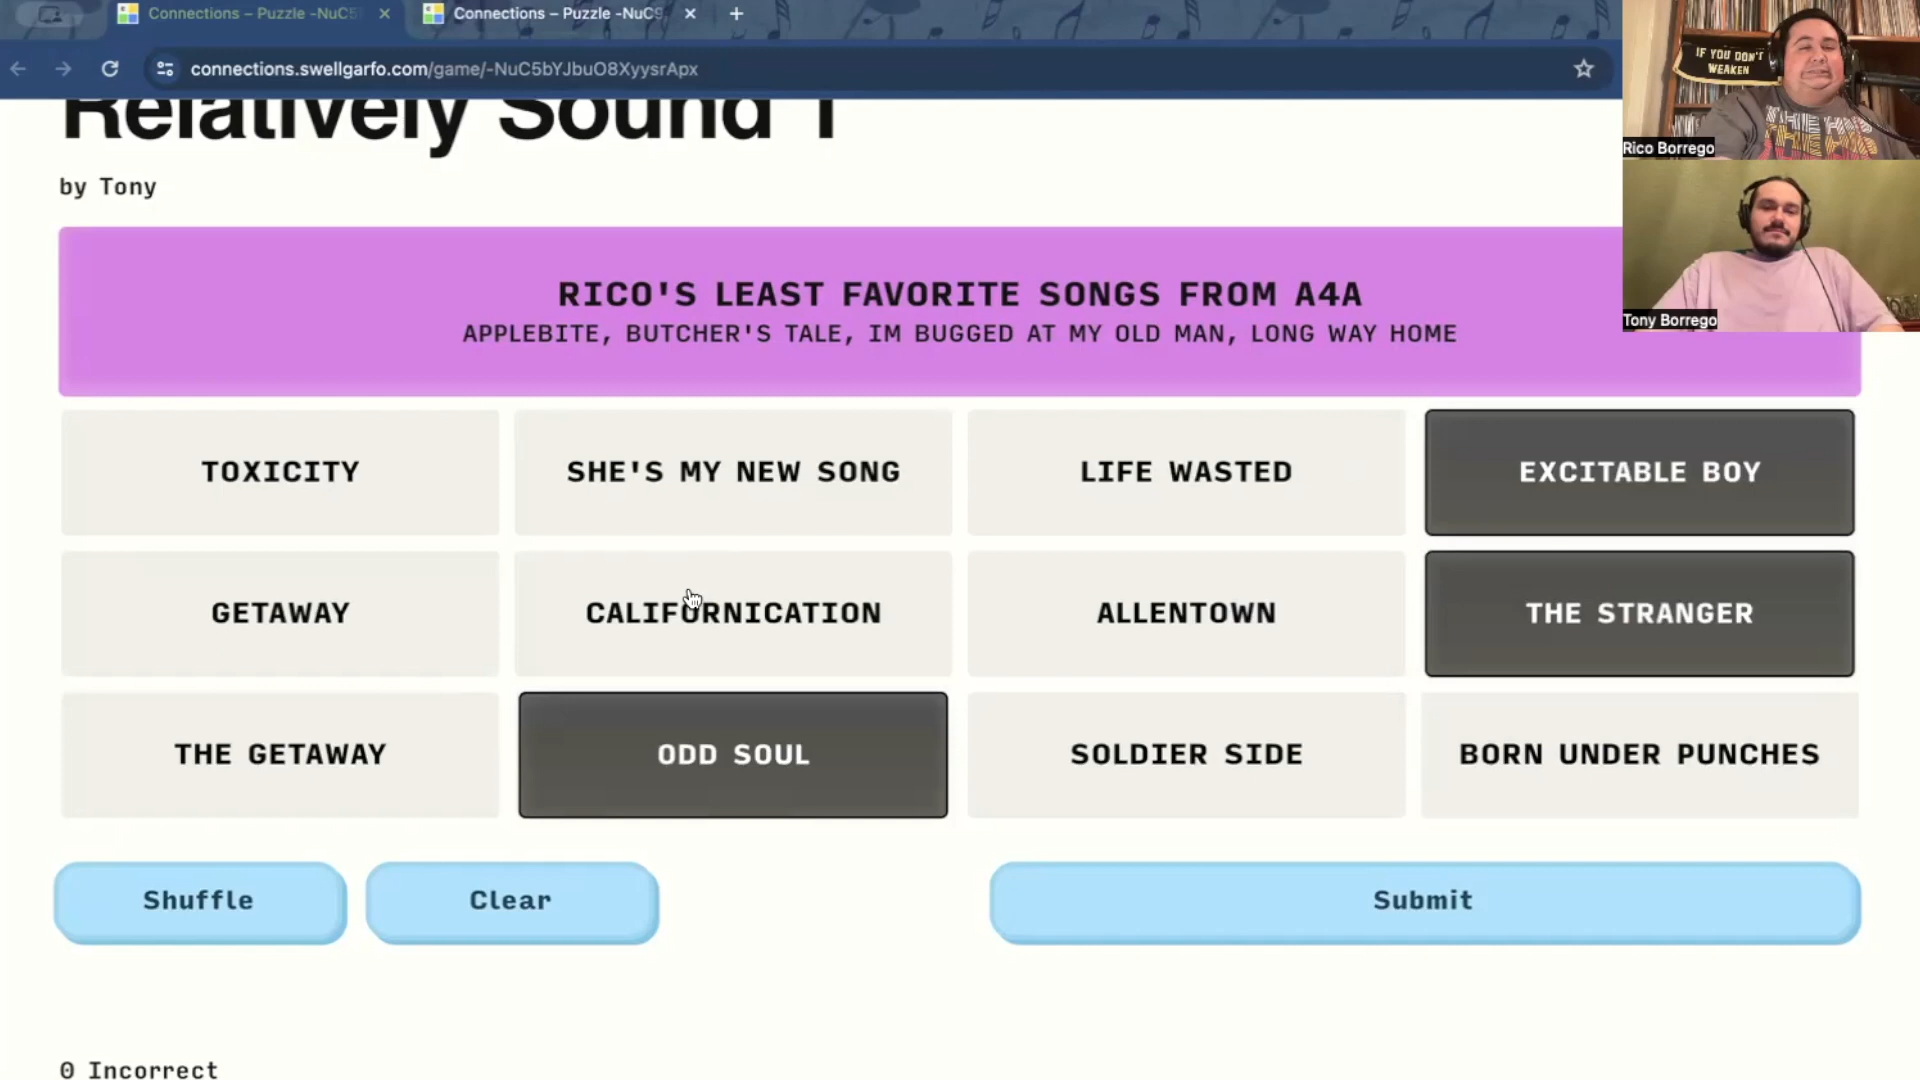 Connections – Puzzle -NuC5
Connections – Puzzle -NuC9
connections.swellgarfo.com/game/-NuC5bYJbuO8XyysrApx
IF YOU DON'T
WEAKEN
Rico Borrego
Tony Borrego
Relatively Sound 1
by Tony
RICO'S LEAST FAVORITE SONGS FROM A4A
APPLEBITE, BUTCHER'S TALE, IM BUGGED AT MY OLD MAN, LONG WAY HOME
TOXICITY
SHE'S MY NEW SONG
LIFE WASTED
EXCITABLE BOY
GETAWAY
CALIFORNICATION
ALLENTOWN
THE STRANGER
THE GETAWAY
ODD SOUL
SOLDIER SIDE
BORN UNDER PUNCHES
Shuffle
Clear
Submit
0 Incorrect